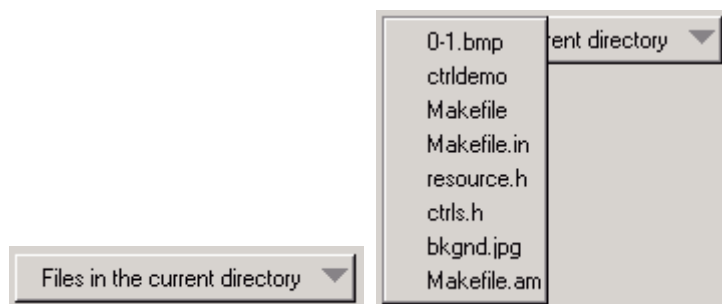 Files in the current directory
0-1.bmp
ent directory
ctrldemo
Makefile
Makefile.in
resource.h
ctrls.h
bkgnd.jpg
Makefile.am